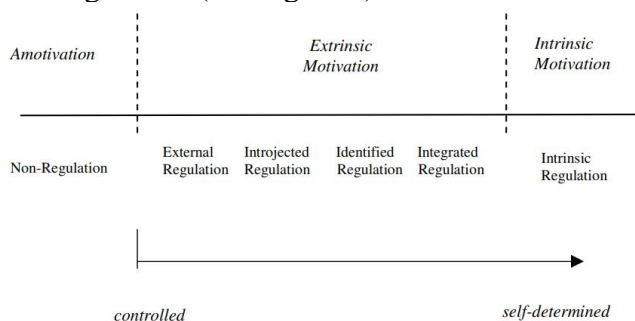 Amotivation
Extrinsic
Motivation
Intrinsic
Motivation
Non-Regulation
External
Regulation
Introjected
Regulation
Identified
Regulation
Integrated
Regulation
Intrinsic
Regulation
controlled
self-determined